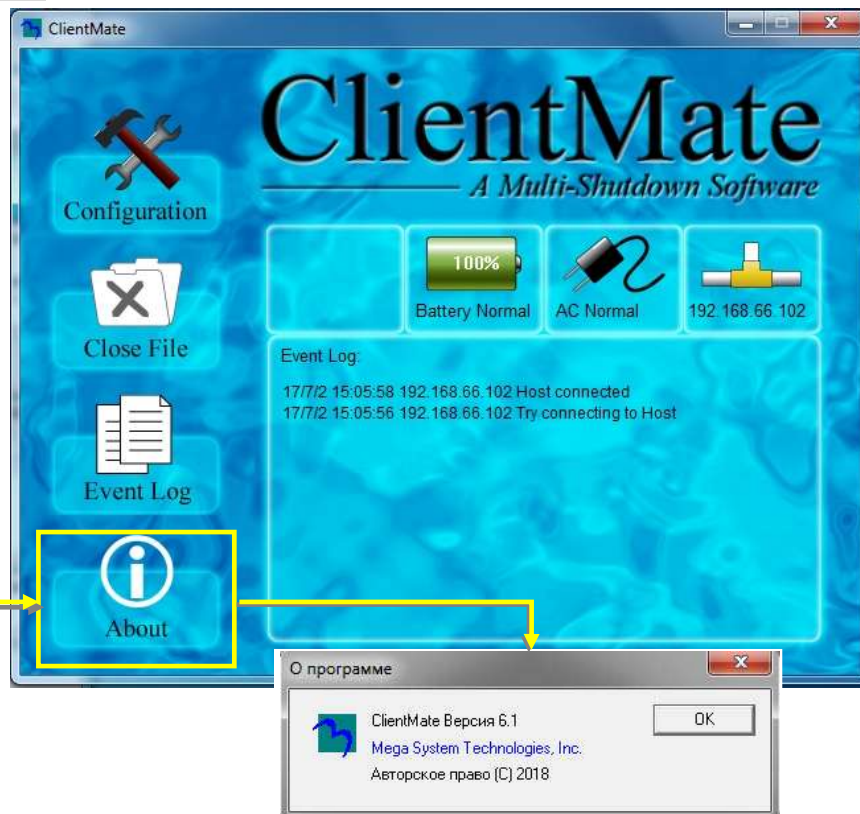 ClientMate
ClientMate
A Multi-Shutdown Software
Configuration
Close File
Event Log
About
100%
Battery Normal
AC Normal
192.168.66.102
Event Log:
17/7/2 15:05:58 192.168.66.102 Host connected
17/7/2 15:05:56 192.168.66.102 Try connecting to Host
О программе
ClientMate Версия 6.1
Mega System Technologies, Inc.
Авторское право (C) 2018
OK